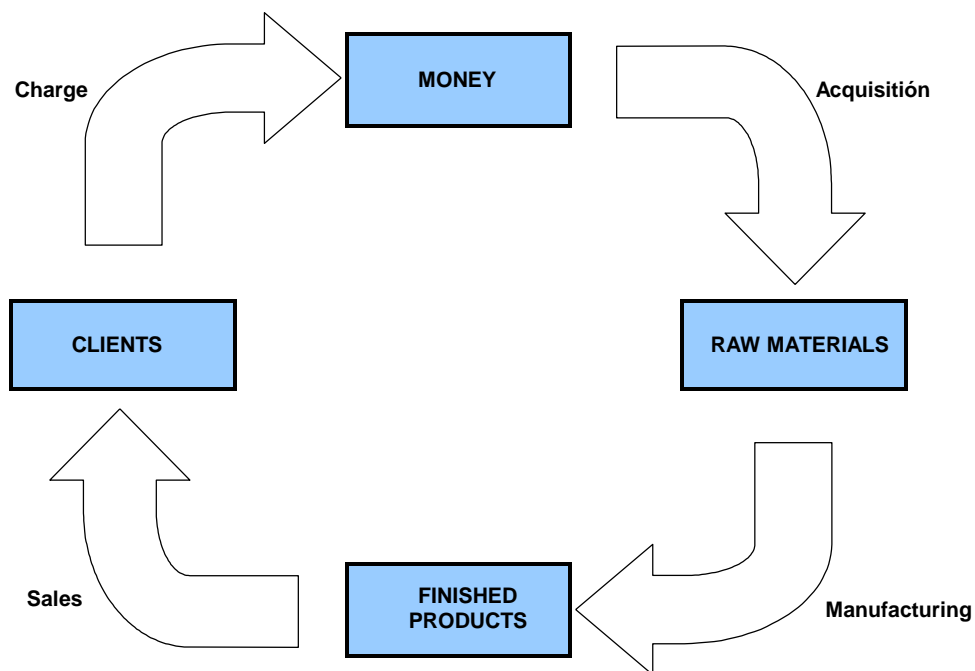 MONEY
Charge
Acquisitión
CLIENTS
RAW MATERIALS
FINISHED
PRODUCTS
Sales
Manufacturing